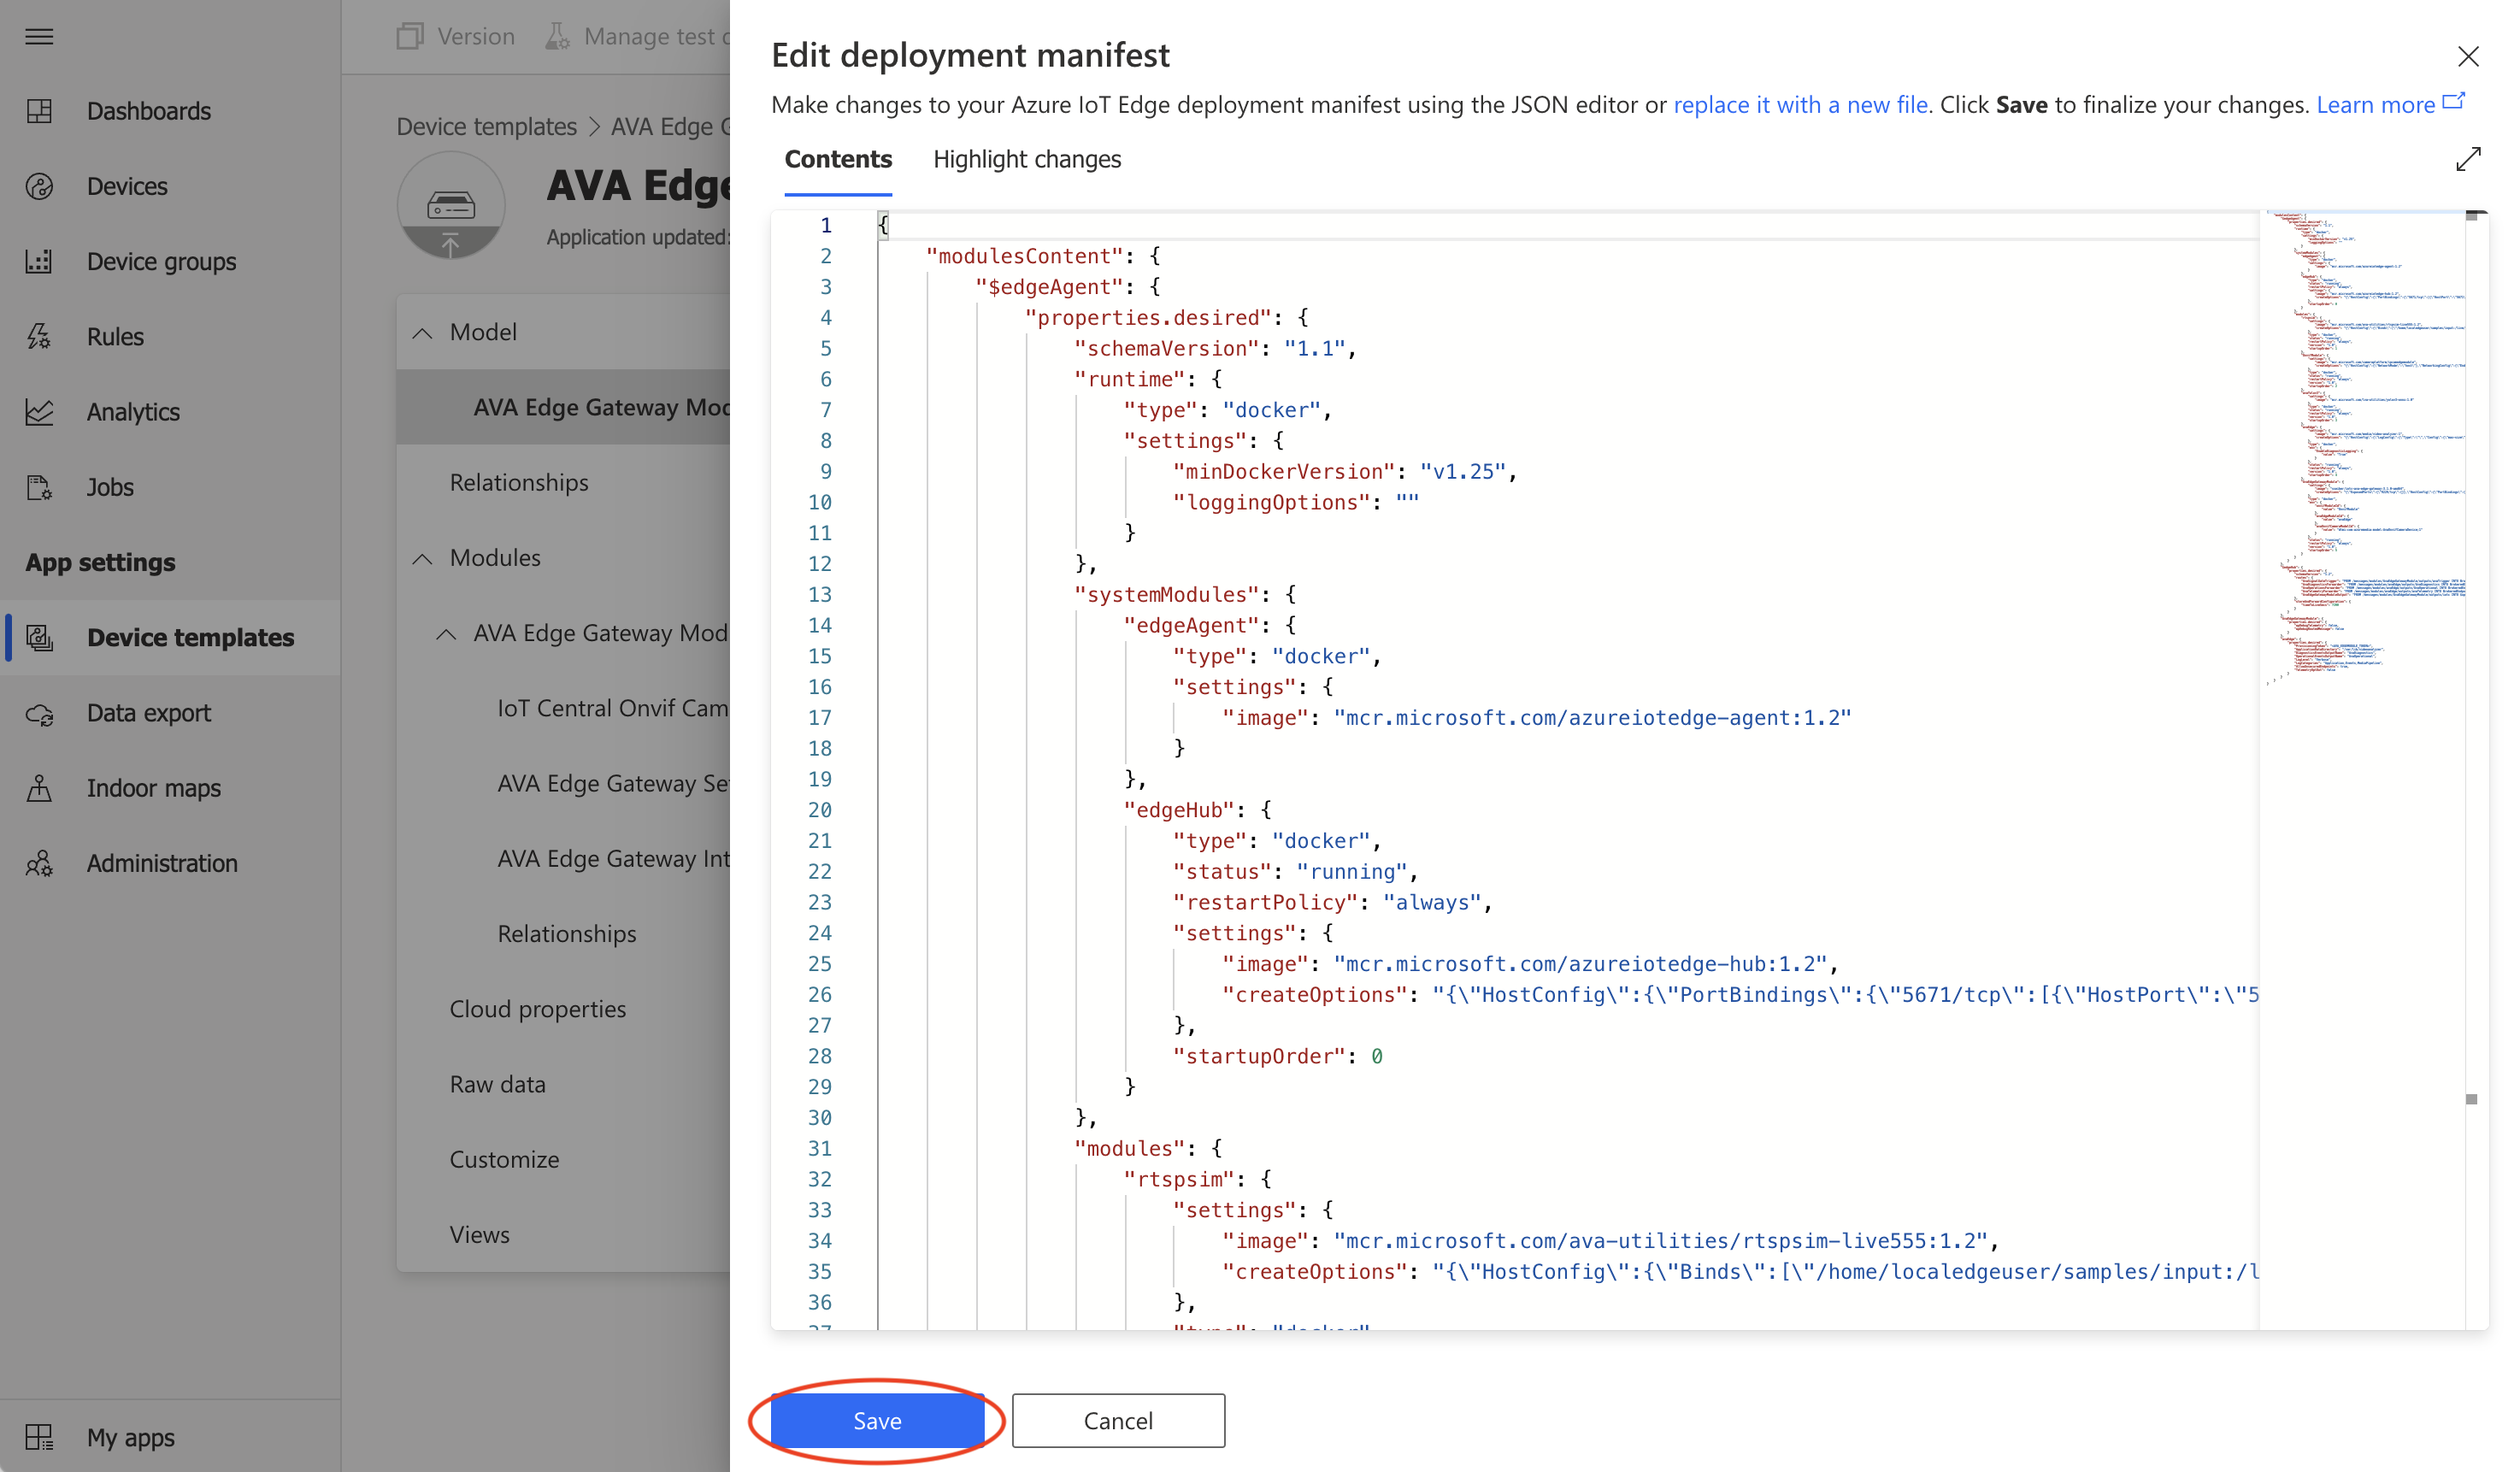 Version
Manage test
Dashboards
Devices
Device groups
Rules
Analytics
Jobs
App settings
Device templates
Data export
Indoor maps
Administration
My apps
Device templates > AVA Edge
AVA Edge
Application updated:
Model
AVA Edge Gateway
Relationships
Modules
AVA Edge Gateway
IoT Central Onvif
AVA Edge Gateway
AVA Edge Gateway
Relationships
Cloud properties
Raw data
Customize
Views
Edit deployment manifest
Make changes to your Azure IoT Edge deployment manifest using the JSON editor or replace it with a new file. Click Save to finalize your changes. Learn more
Contents
Highlight changes
1 {
2 "modulesContent": {
3 "$edgeAgent": {
4 "properties.desired": {
5 "schemaVersion": "1.1",
6 "runtime": {
7 "type": "docker",
8 "settings": {
9 "minDockerVersion": "v1.25",
10 "loggingOptions": ""
11 }
12 },
13 "systemModules": {
14 "edgeAgent": {
15 "type": "docker",
16 "settings": {
17 "image": "mcr.microsoft.com/azureiotedge-agent:1.2"
18 }
19 },
20 "edgeHub": {
21 "type": "docker",
22 "status": "running",
23 "restartPolicy": "always",
24 "settings": {
25 "image": "mcr.microsoft.com/azureiotedge-hub:1.2",
26 "createOptions": "{\"HostConfig\":{\"PortBindings\":{\"5671/tcp\":[{\"HostPort\":\"5
27 },
28 "startupOrder": 0
29 }
30 },
31 "modules": {
32 "rtspsim": {
33 "settings": {
34 "image": "mcr.microsoft.com/ava-utilities/rtspsim-live555:1.2",
35 "createOptions": "{\"HostConfig\":{\"Binds\":[\"/home/localedgeuser/samples/input:/l
36 },
37 "type": "docker"
Save
Cancel